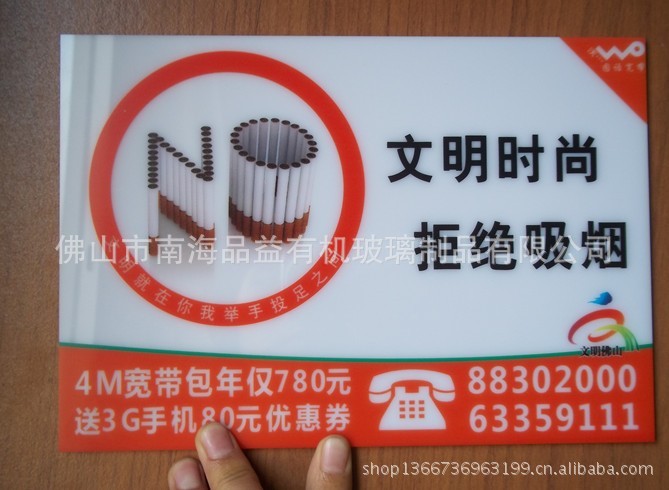 WO
NO
文明时尚
拒绝吸烟
佛山市南海品益有机玻璃制品有限公司
明就在你我举手投足之
文明佛山
4M宽带包年仅780元
送3G手机80元优惠券
88302000
63359111
shop1366736963199.cn.alibaba.com